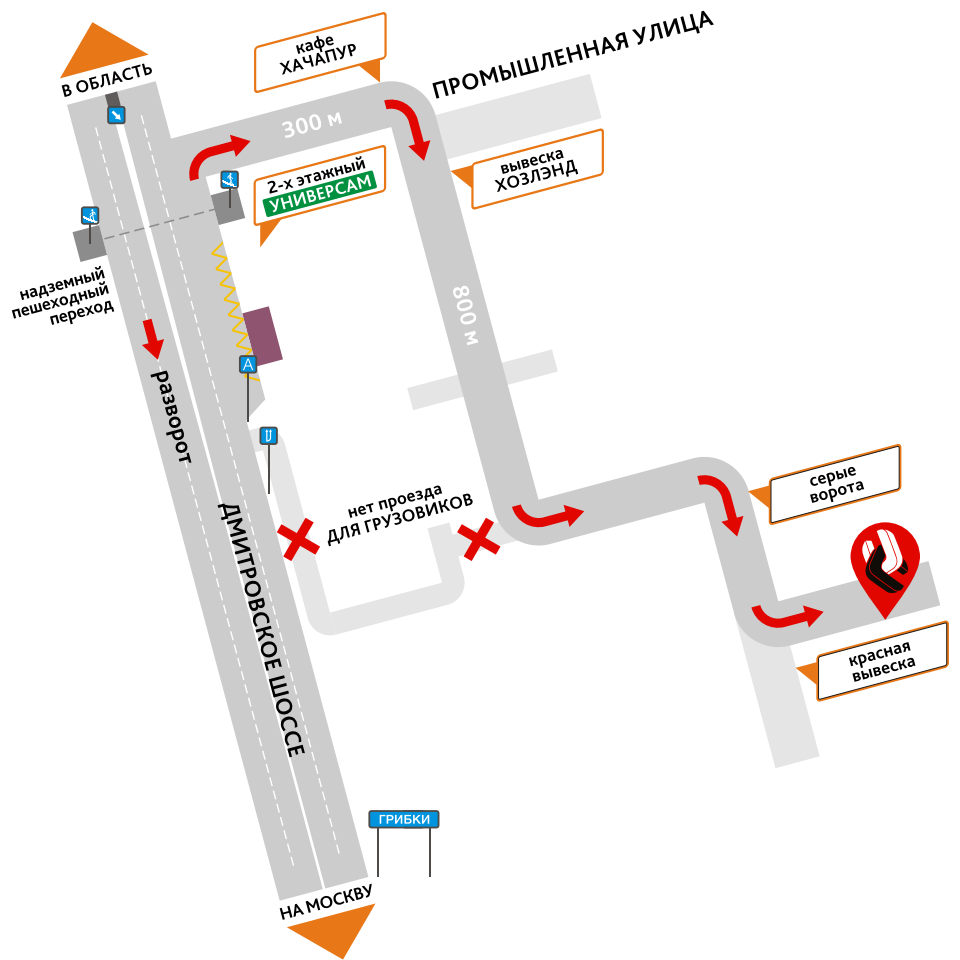 В ОБЛАСТЬ
кафе
ХАЧАПУР
ПРОМЫШЛЕННАЯ УЛИЦА
300 м
2-х этажный
УНИВЕРСАМ
вывеска
ХОЗЛЭНД
надземный
пешеходный
переход
800 м
А
разворот
нет проезда
ДЛЯ ГРУЗОВИКОВ
серые
ворота
ДМИТРОВСКОЕ ШОССЕ
красная
вывеска
ГРИБКИ
НА МОСКВУ